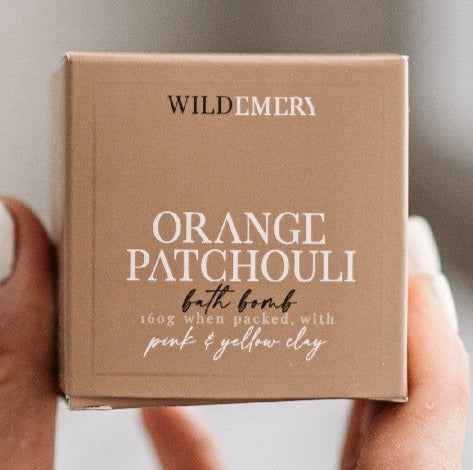 WILDEMERY
ORANGE
PATCHOULI
bath bomb
160g when packed, with
pink & yellow clay